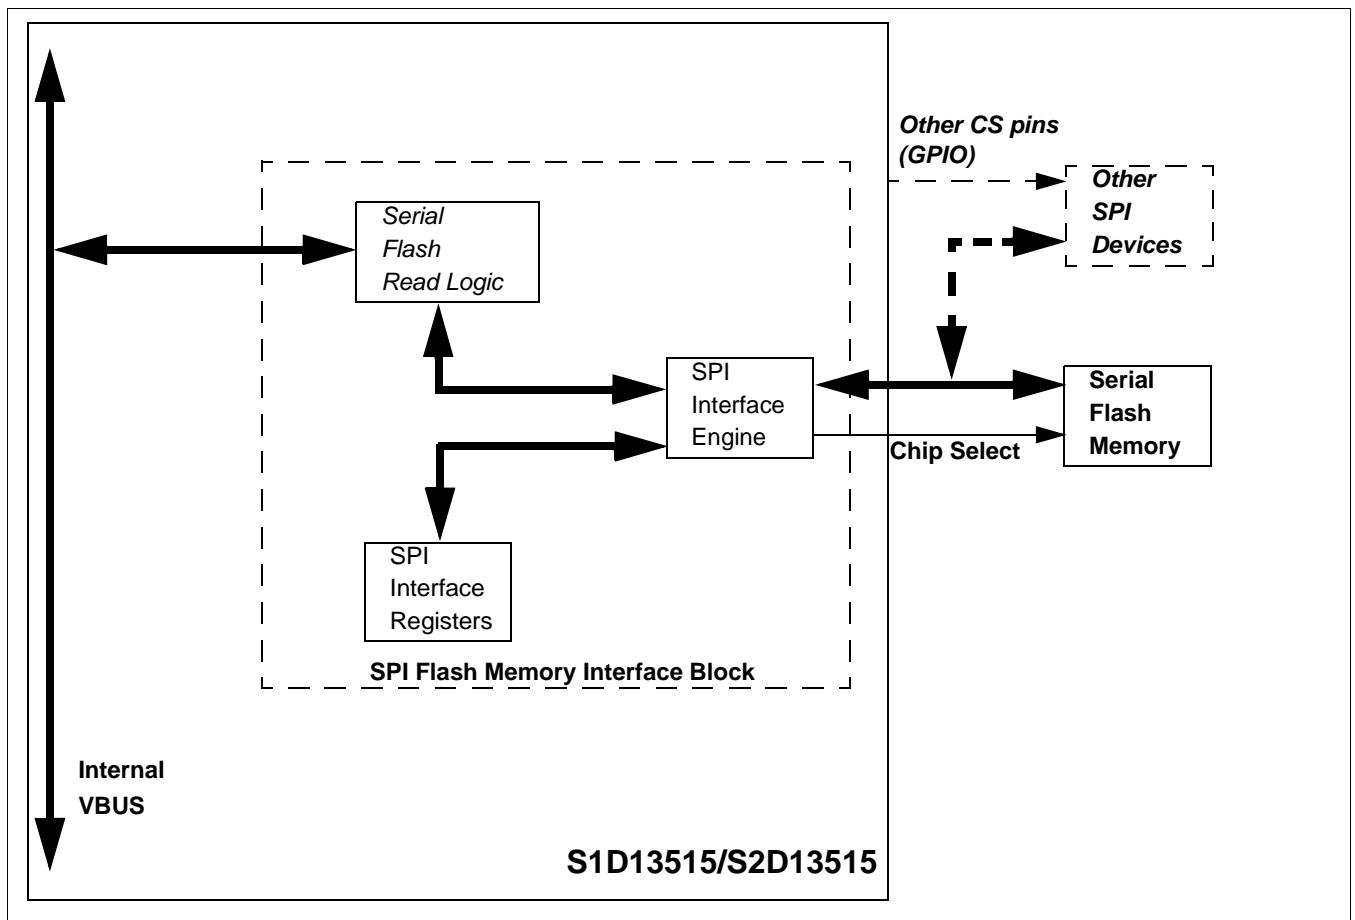 Other CS pins
(GPIO)
Other
SPI
Devices
Serial
Flash
Read Logic
SPI
Interface
Engine
Serial
Flash
Memory
Chip Select
SPI
Interface
Registers
SPI Flash Memory Interface Block
Internal
VBUS
S1D13515/S2D13515